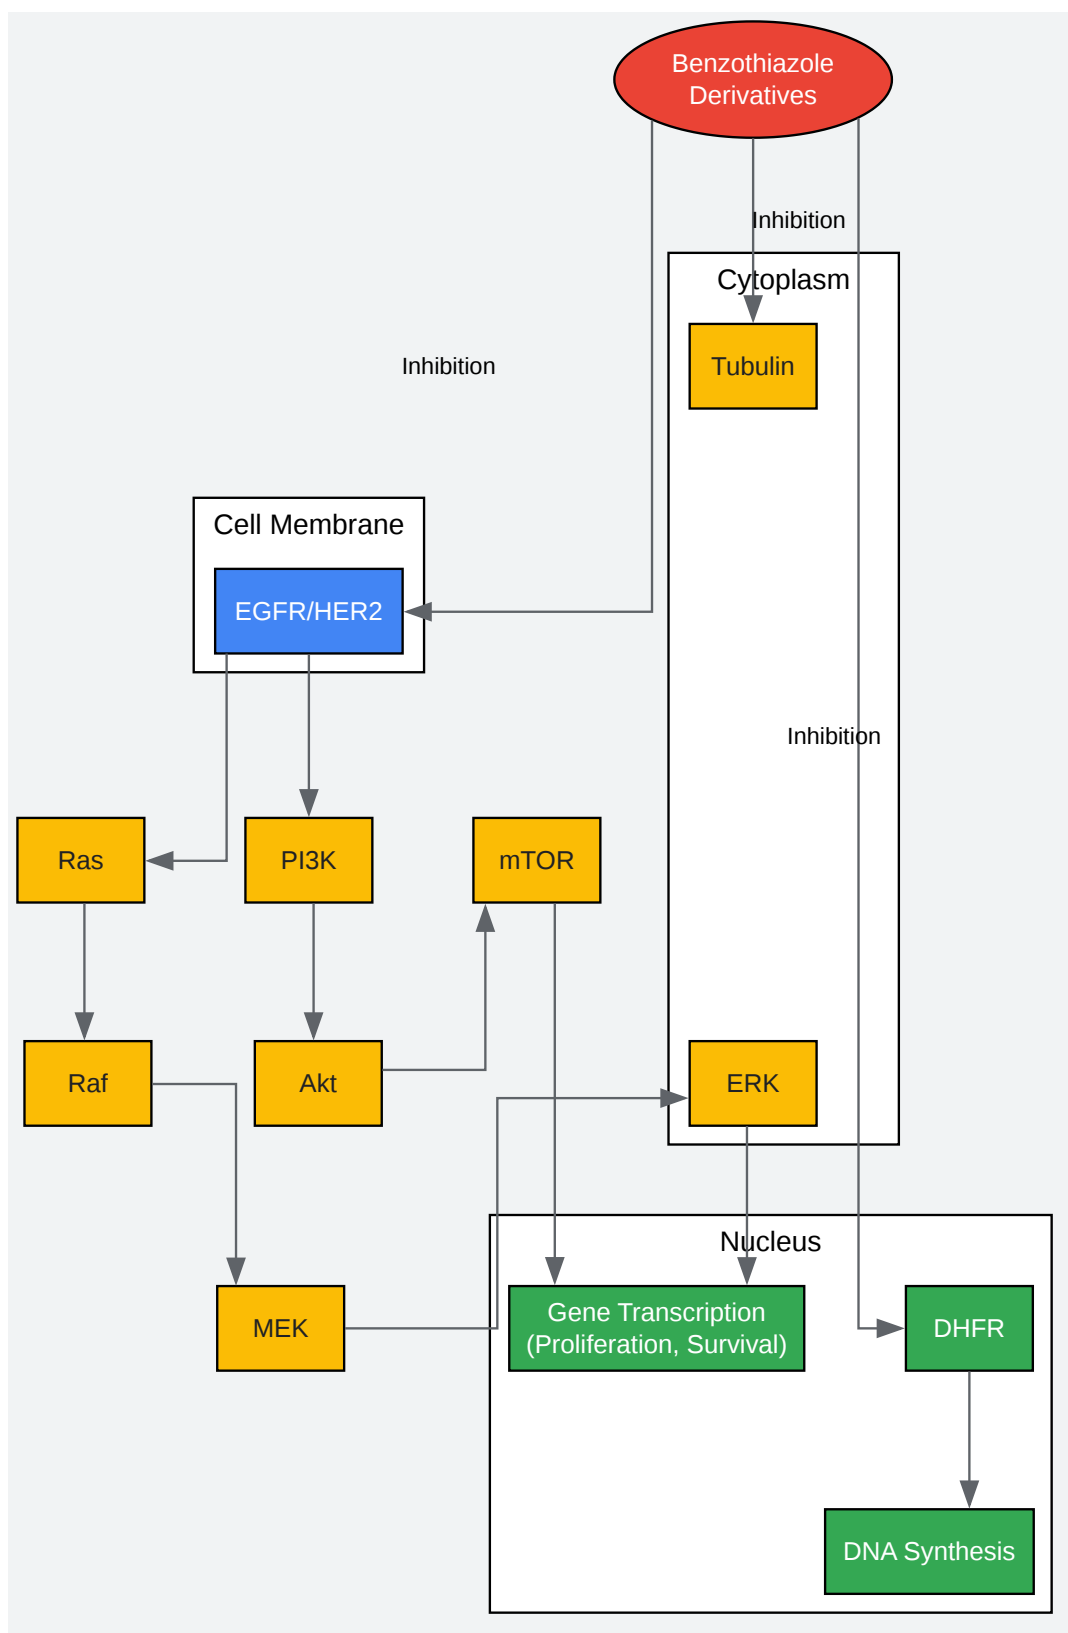 Benzothiazole
Derivatives
Inhibition
Cytoplasm
Tubulin
Inhibition
Cell Membrane
EGFR/HER2
Inhibition
Ras
PI3K
mTOR
Raf
Akt
ERK
Nucleus
MEK
Gene Transcription
(Proliferation, Survival)
DHFR
DNA Synthesis